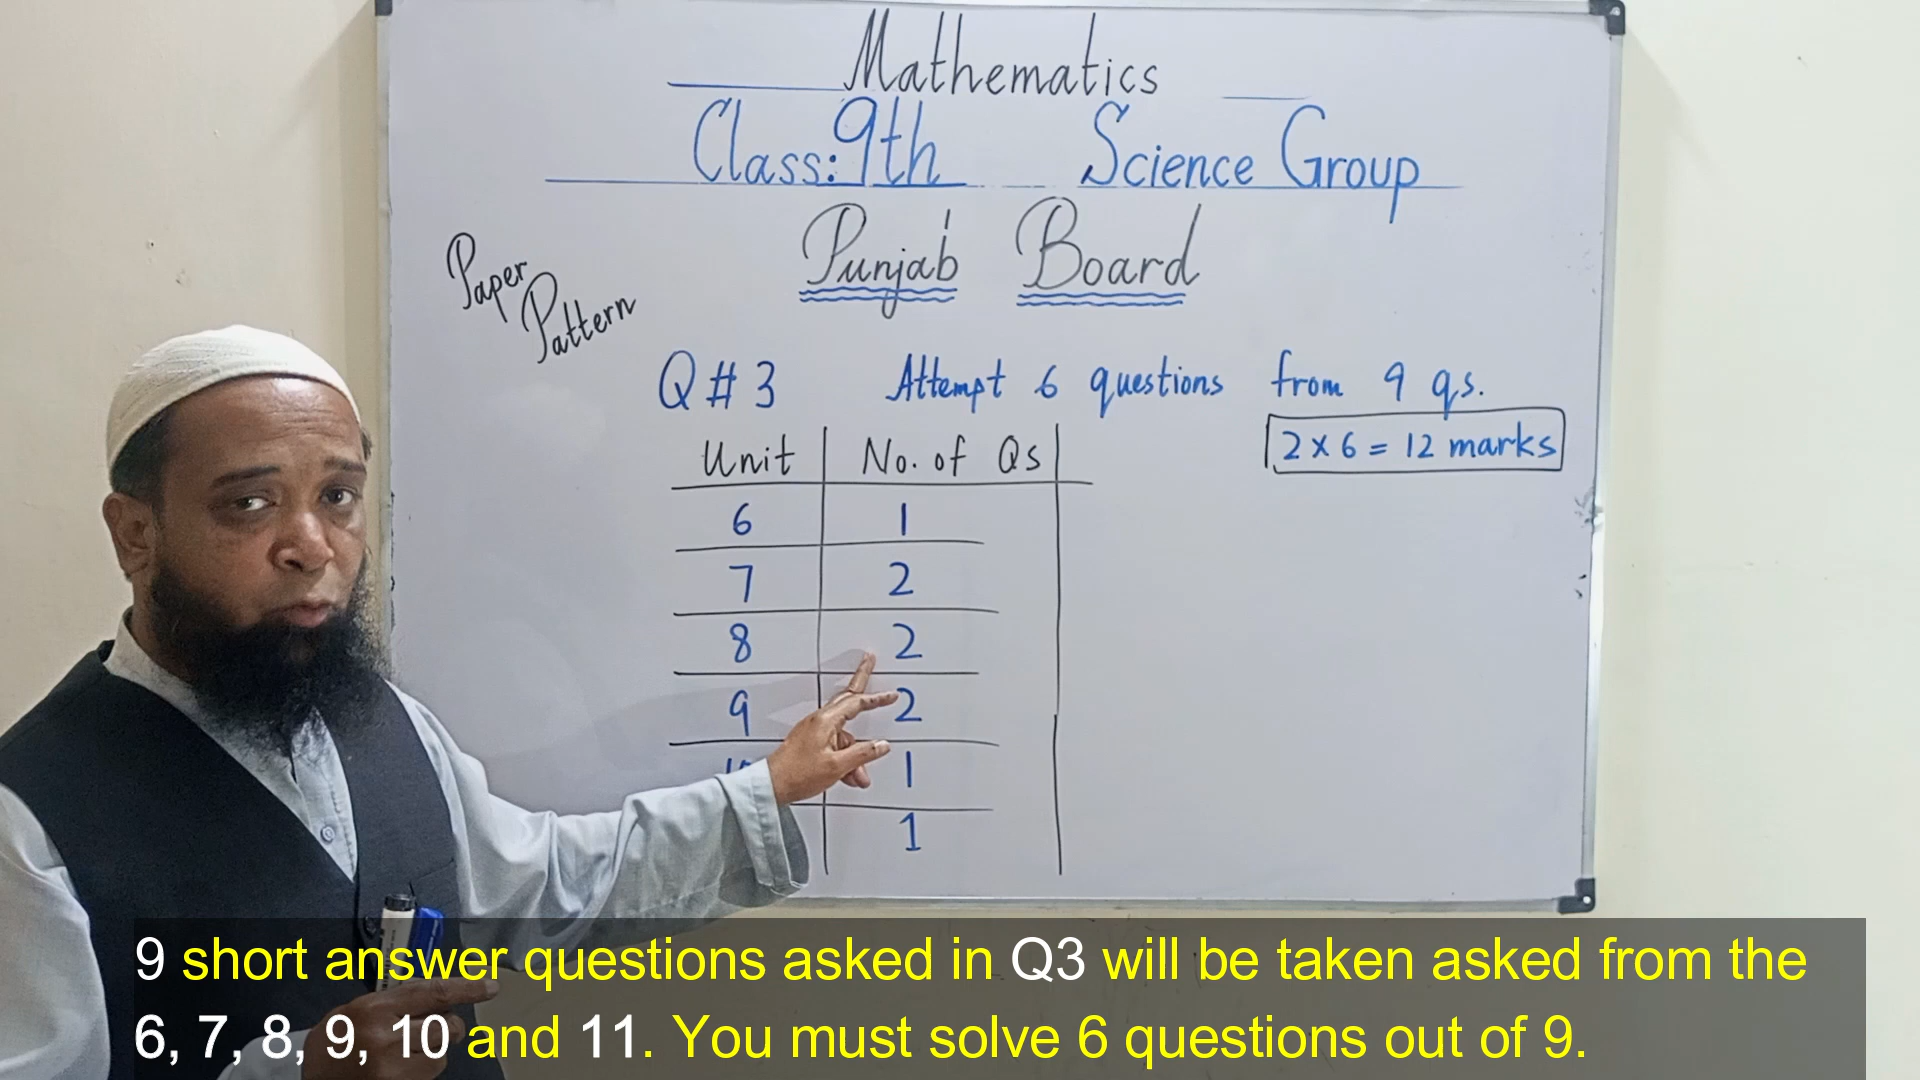 Mathematics
Class: 9th Science Group
Punjab Board
Paper
Pattern
Q # 3 Attempt 6 questions from 9 qs.
2 x 6 = 12 marks
Unit No. of Qs
6 1
7 2
8 2
9 2
1
1
9 short answer questions asked in Q3 will be taken asked from the
6, 7, 8, 9, 10 and 11. You must solve 6 questions out of 9.